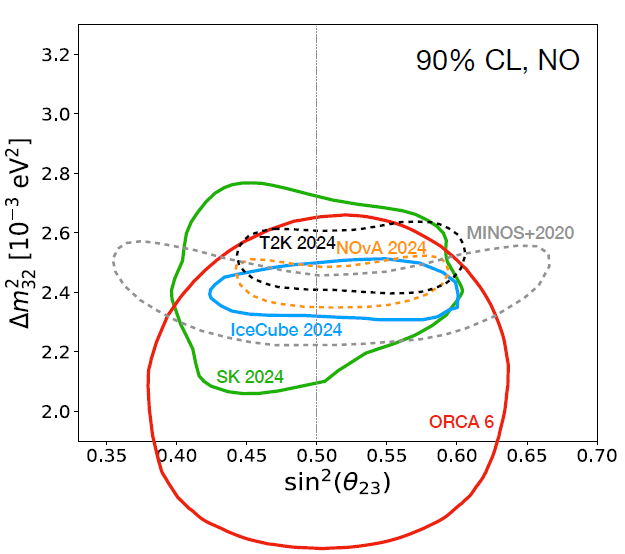 90% CL, NO
3.2
3.0
2.8
2.6
2.4
2.2
2.0
Δm²₃₂ [10⁻³ eV²]
MINOS+2020
T2K 2024
NOvA 2024
IceCube 2024
SK 2024
ORCA 6
0.35 0.40 0.45 0.50 0.55 0.60 0.65 0.70
sin²(θ₂₃)